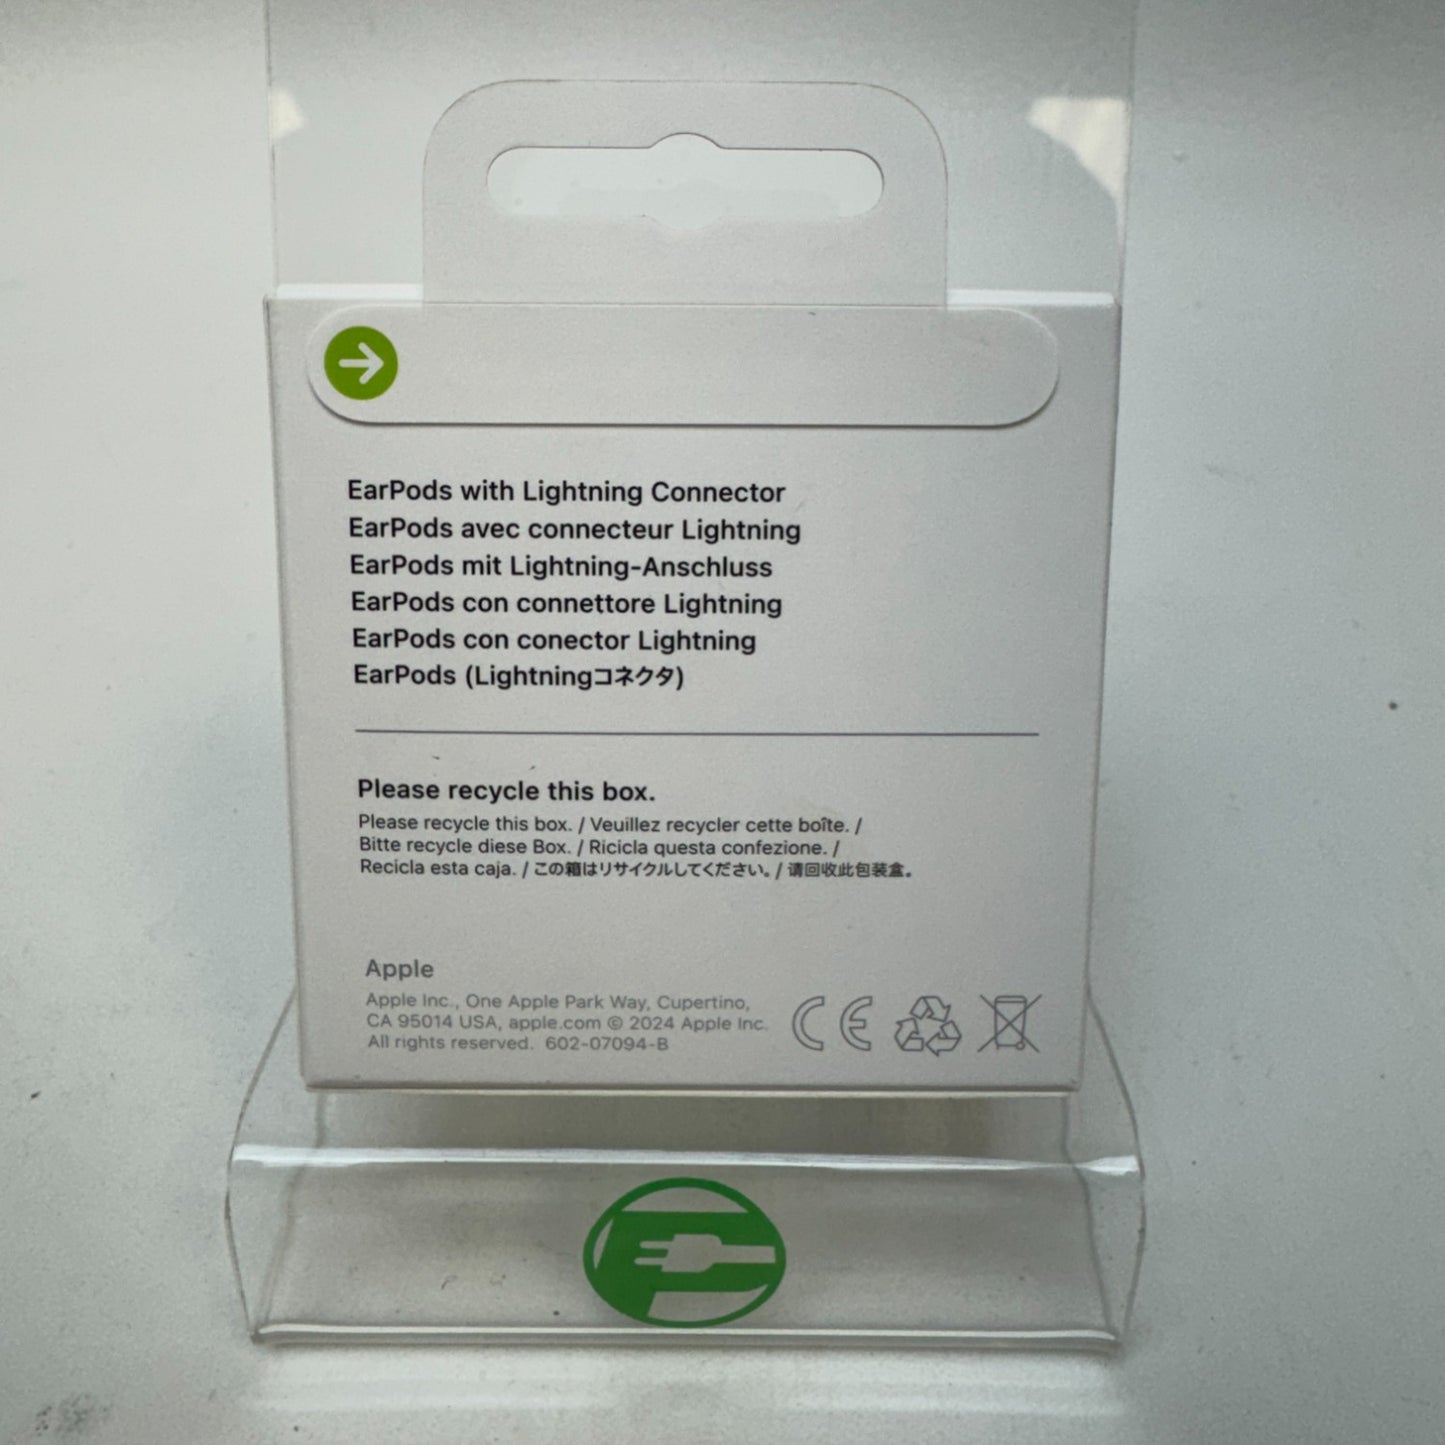 EarPods with Lightning Connector
EarPods avec connecteur Lightning
EarPods mit Lightning-Anschluss
EarPods con connettore Lightning
EarPods con conector Lightning
EarPods (Lightningコネクタ)
Please recycle this box.
Please recycle this box. / Veuillez recycler cette boîte. /
Bitte recycle diese Box. / Ricicla questa confezione. /
Recicla esta caja. / この箱はリサイクルしてください。 / 请回收此包装盒。
Apple
Apple Inc., One Apple Park Way, Cupertino,
CA 95014 USA, apple.com © 2024 Apple Inc.
All rights reserved. 602-07094-B
CE